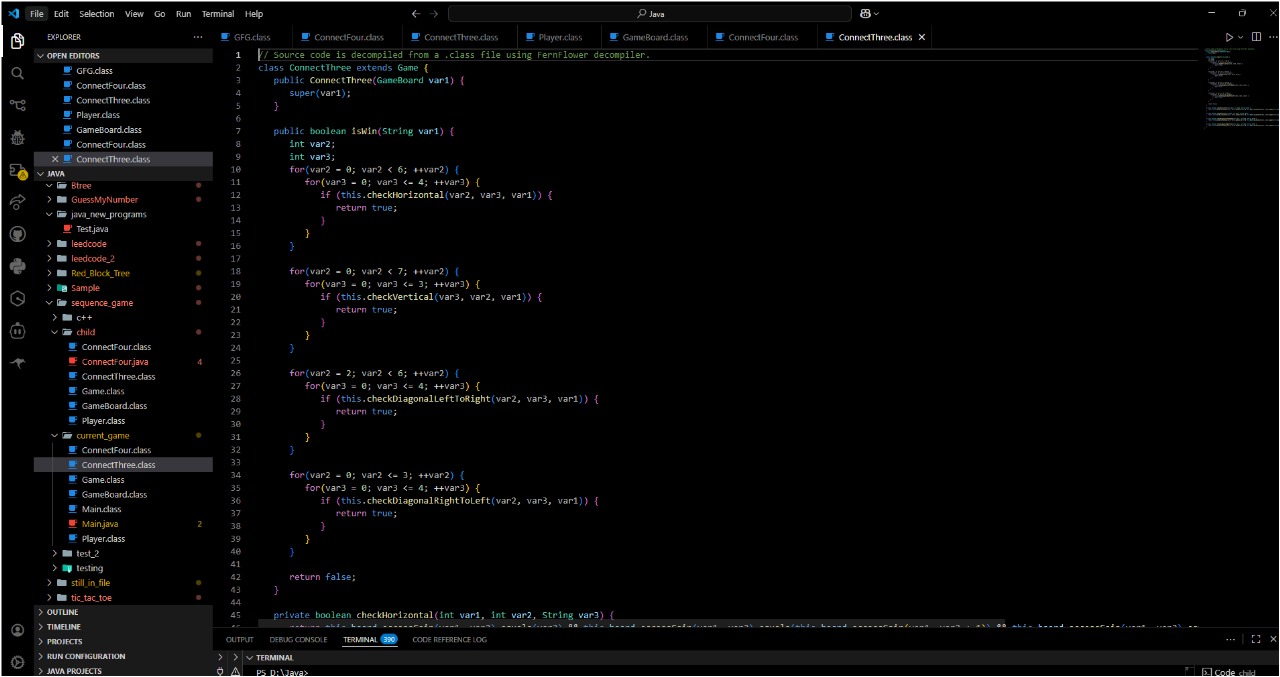 File Edit Selection View Go Run Terminal Help
Java
EXPLORER
OPEN EDITORS
GFG.class
ConnectFour.class
ConnectThree.class
Player.class
GameBoard.class
ConnectFour.class
ConnectThree.class
JAVA
Btree
GuessMyNumber
java_new_programs
Test.java
leedcode
leedcode_2
Red_Block_Tree
Sample
sequence_game
c++
child
ConnectFour.class
ConnectFour.java 4
ConnectThree.class
Game.class
GameBoard.class
Player.class
current_game
ConnectFour.class
ConnectThree.class
Game.class
GameBoard.class
Main.class
Main.java 2
Player.class
test_2
testing
still_in_file
tic_tac_toe
OUTLINE
TIMELINE
PROJECTS
RUN CONFIGURATION
JAVA PROJECTS
GFG.class ConnectFour.class ConnectThree.class Player.class GameBoard.class ConnectFour.class ConnectThree.class
1 // Source code is decompiled from a .class file using FernFlower decompiler.
2 class ConnectThree extends Game {
3 public ConnectThree(GameBoard var1) {
4 super(var1);
5 }
6
7 public boolean isWin(String var1) {
8 int var2;
9 int var3;
10 for(var2 = 0; var2 < 6; ++var2) {
11 for(var3 = 0; var3 <= 4; ++var3) {
12 if (this.checkHorizontal(var2, var3, var1)) {
13 return true;
14 }
15 }
16 }
17
18 for(var2 = 0; var2 < 7; ++var2) {
19 for(var3 = 0; var3 <= 3; ++var3) {
20 if (this.checkVertical(var3, var2, var1)) {
21 return true;
22 }
23 }
24 }
25
26 for(var2 = 2; var2 < 6; ++var2) {
27 for(var3 = 0; var3 <= 4; ++var3) {
28 if (this.checkDiagonalLeftToRight(var2, var3, var1)) {
29 return true;
30 }
31 }
32 }
33
34 for(var2 = 0; var2 <= 3; ++var2) {
35 for(var3 = 0; var3 <= 4; ++var3) {
36 if (this.checkDiagonalRightToLeft(var2, var3, var1)) {
37 return true;
38 }
39 }
40 }
41
42 return false;
43 }
44
45 private boolean checkHorizontal(int var1, int var2, String var3) {
OUTPUT DEBUG CONSOLE TERMINAL 390 CODE REFERENCE LOG
TERMINAL
PS D:\Java>
Code child